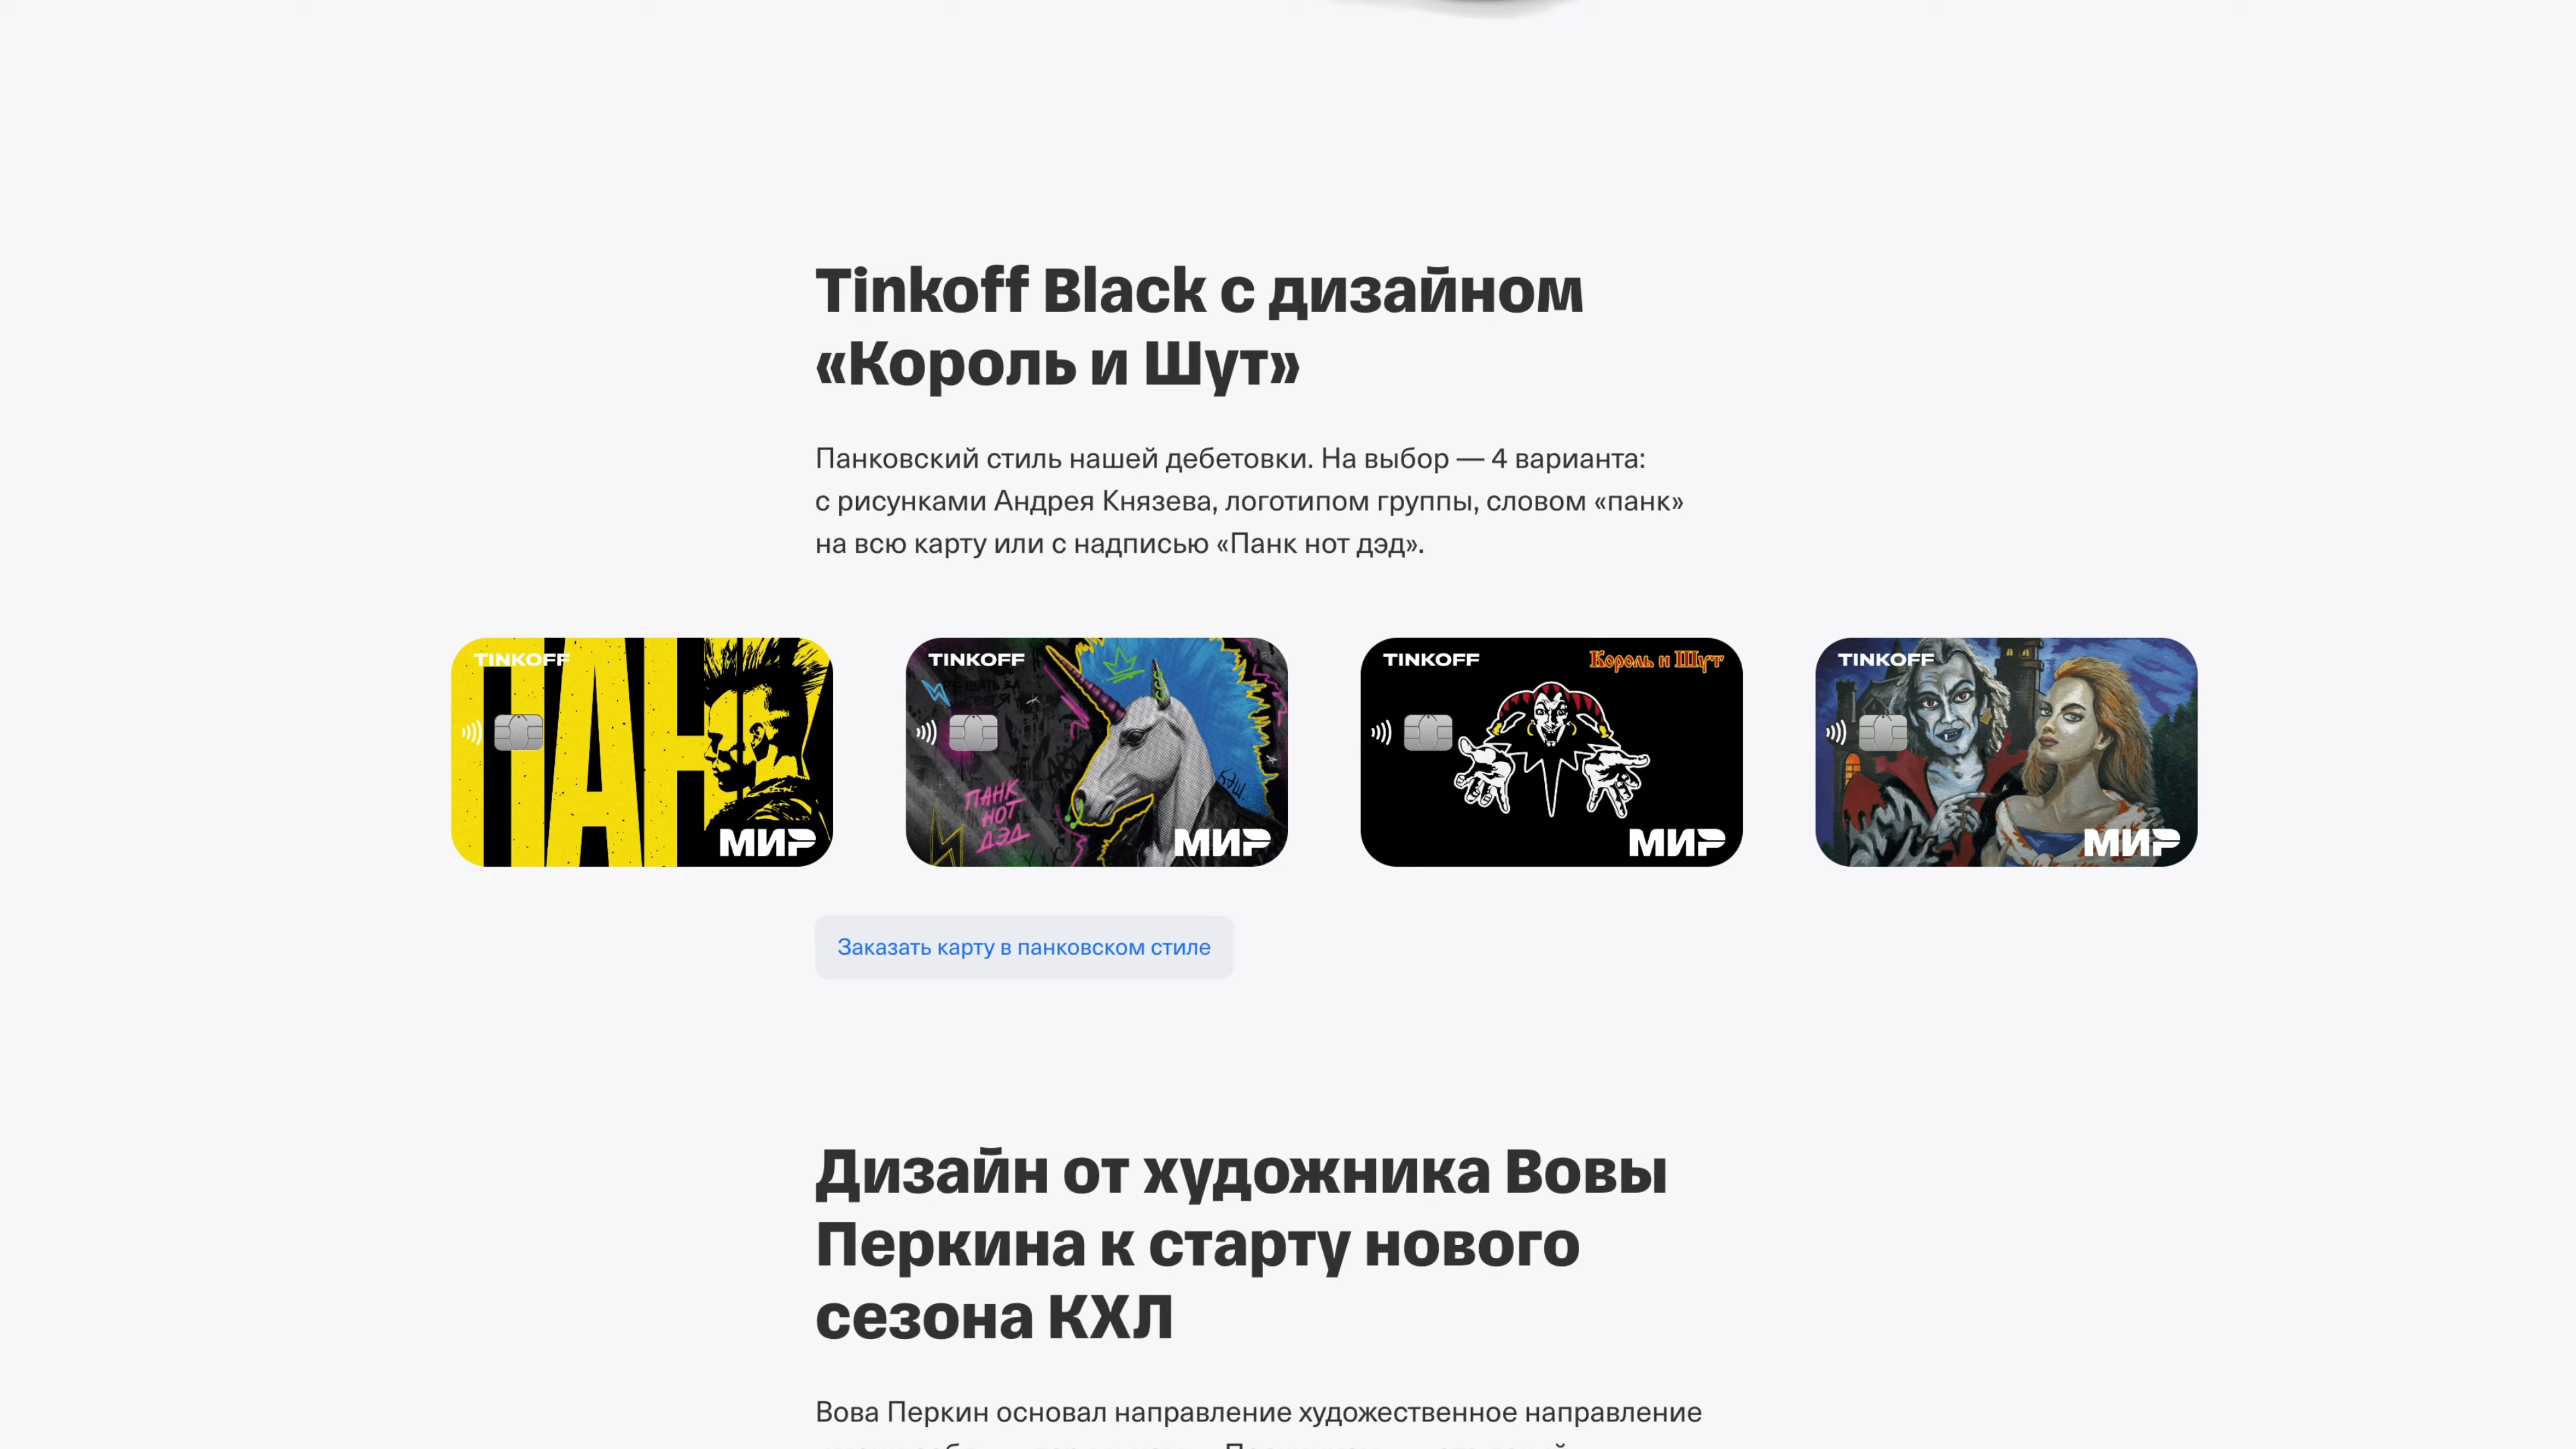 Tinkoff Black с дизайном
«Король и Шут»
Панковский стиль нашей дебетовки. На выбор — 4 варианта:
с рисунками Андрея Князева, логотипом группы, словом «панк»
на всю карту или с надписью «Панк нот дэд».
TINKOFF
ПАНК
МИР
TINKOFF
ПАНК
НОТ
ДЭД
МИР
TINKOFF
Король и Шут
МИР
TINKOFF
МИР
Заказать карту в панковском стиле
Дизайн от художника Вовы
Перкина к старту нового
сезона КХЛ
Вова Перкин основал направление художественное направление